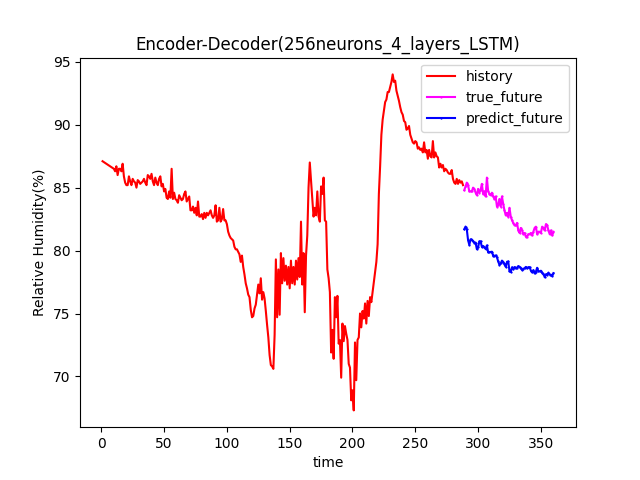 Encoder-Decoder(256neurons_4_layers_LSTM)
history
true_future
predict_future
Relative Humidity(%)
95
90
85
80
75
70
0
50
100
150
200
250
300
350
time